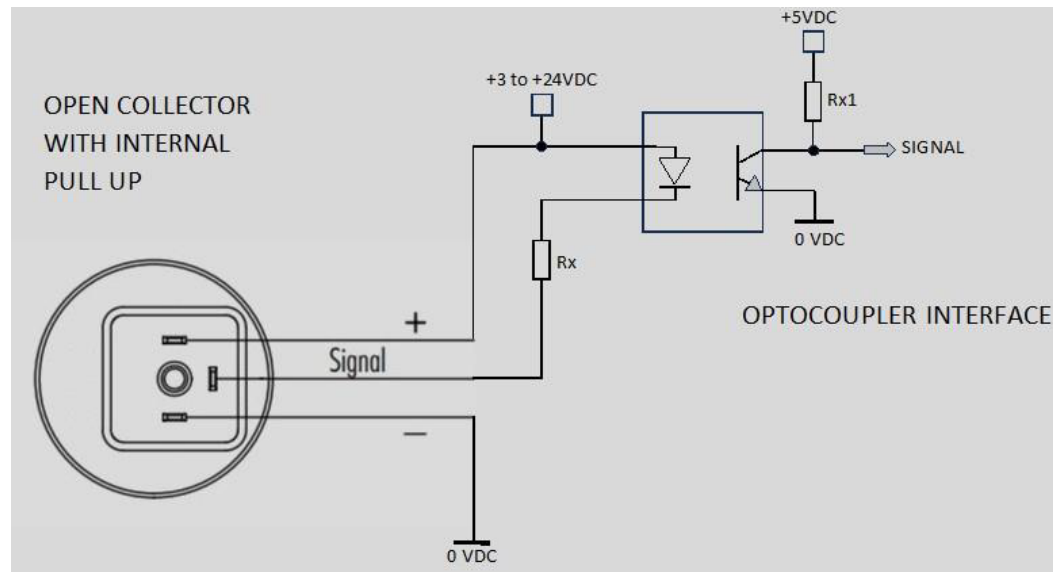 +5VDC
+3 to +24VDC
Rx1
OPEN COLLECTOR
WITH INTERNAL
PULL UP
SIGNAL
0 VDC
Rx
OPTOCOUPLER INTERFACE
+
Signal
—
0 VDC